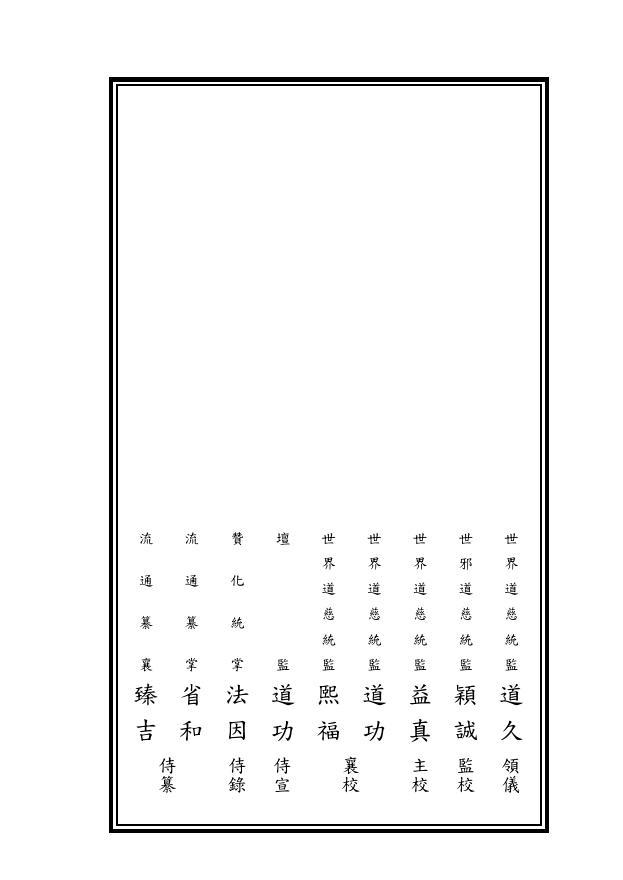 世界道慈統監道久領儀
世邪道慈統監穎誠監校
世界道慈統監益真主校
世界道慈統監道功
世界道慈統監熙福
襄校
壇監道功侍宣
贊化統掌法因侍錄
流通纂掌省和
流通纂襄臻吉
侍纂